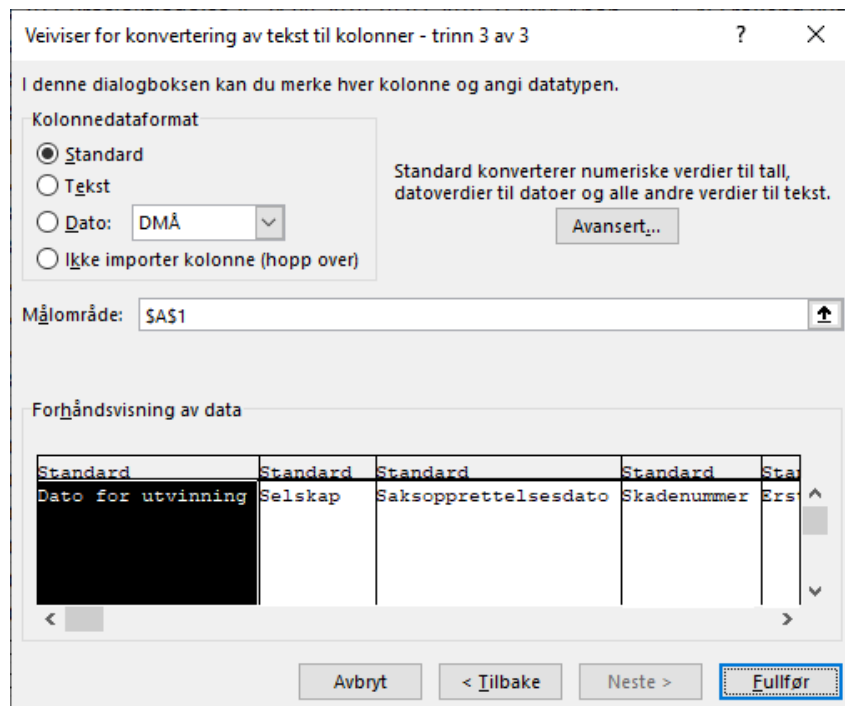 Veiviser for konvertering av tekst til kolonner - trinn 3 av 3 ?
I denne dialogboksen kan du merke hver kolonne og angi datatypen.
Kolonnedataformat
Standard
Tekst
Dato: DMÅ
Ikke importer kolonne (hopp over)
Standard konverterer numeriske verdier til tall,
datoverdier til datoer og alle andre verdier til tekst.
Avansert...
Målområde: $A$1
Forhåndsvisning av data
Standard Standard Standard Standard Star
Dato for utvinning Selskap Saksopprettelsesdato Skadenummer Erst
Avbryt < Tilbake Neste > Fullfør